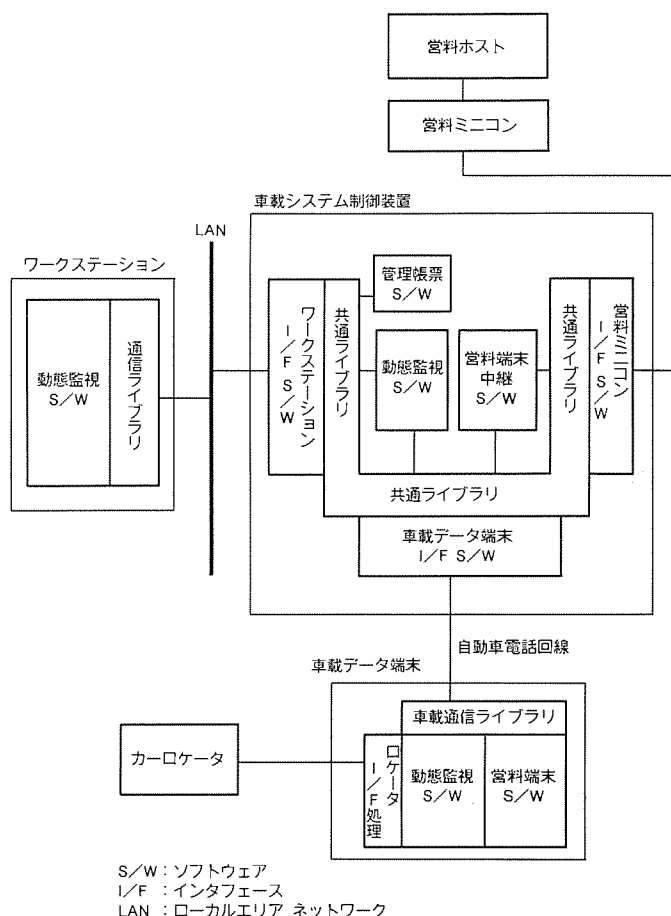 営料ホスト
営料ミニコン
車載システム制御装置
LAN
ワークステーション
動態監視
S/W
通信ライブラリ
ワークステーション
I/F S/W
共通ライブラリ
管理帳票
S/W
動態監視
S/W
営料端末
中継
S/W
共通ライブラリ
営料ミニコン
I/F S/W
共通ライブラリ
車載データ端末
I/F S/W
自動車電話回線
車載データ端末
車載通信ライブラリ
カーロケータ
ロケータ
I/F処理
動態監視
S/W
営料端末
S/W
S/W:ソフトウェア
I/F:インタフェース
LAN:ローカルエリア ネットワーク